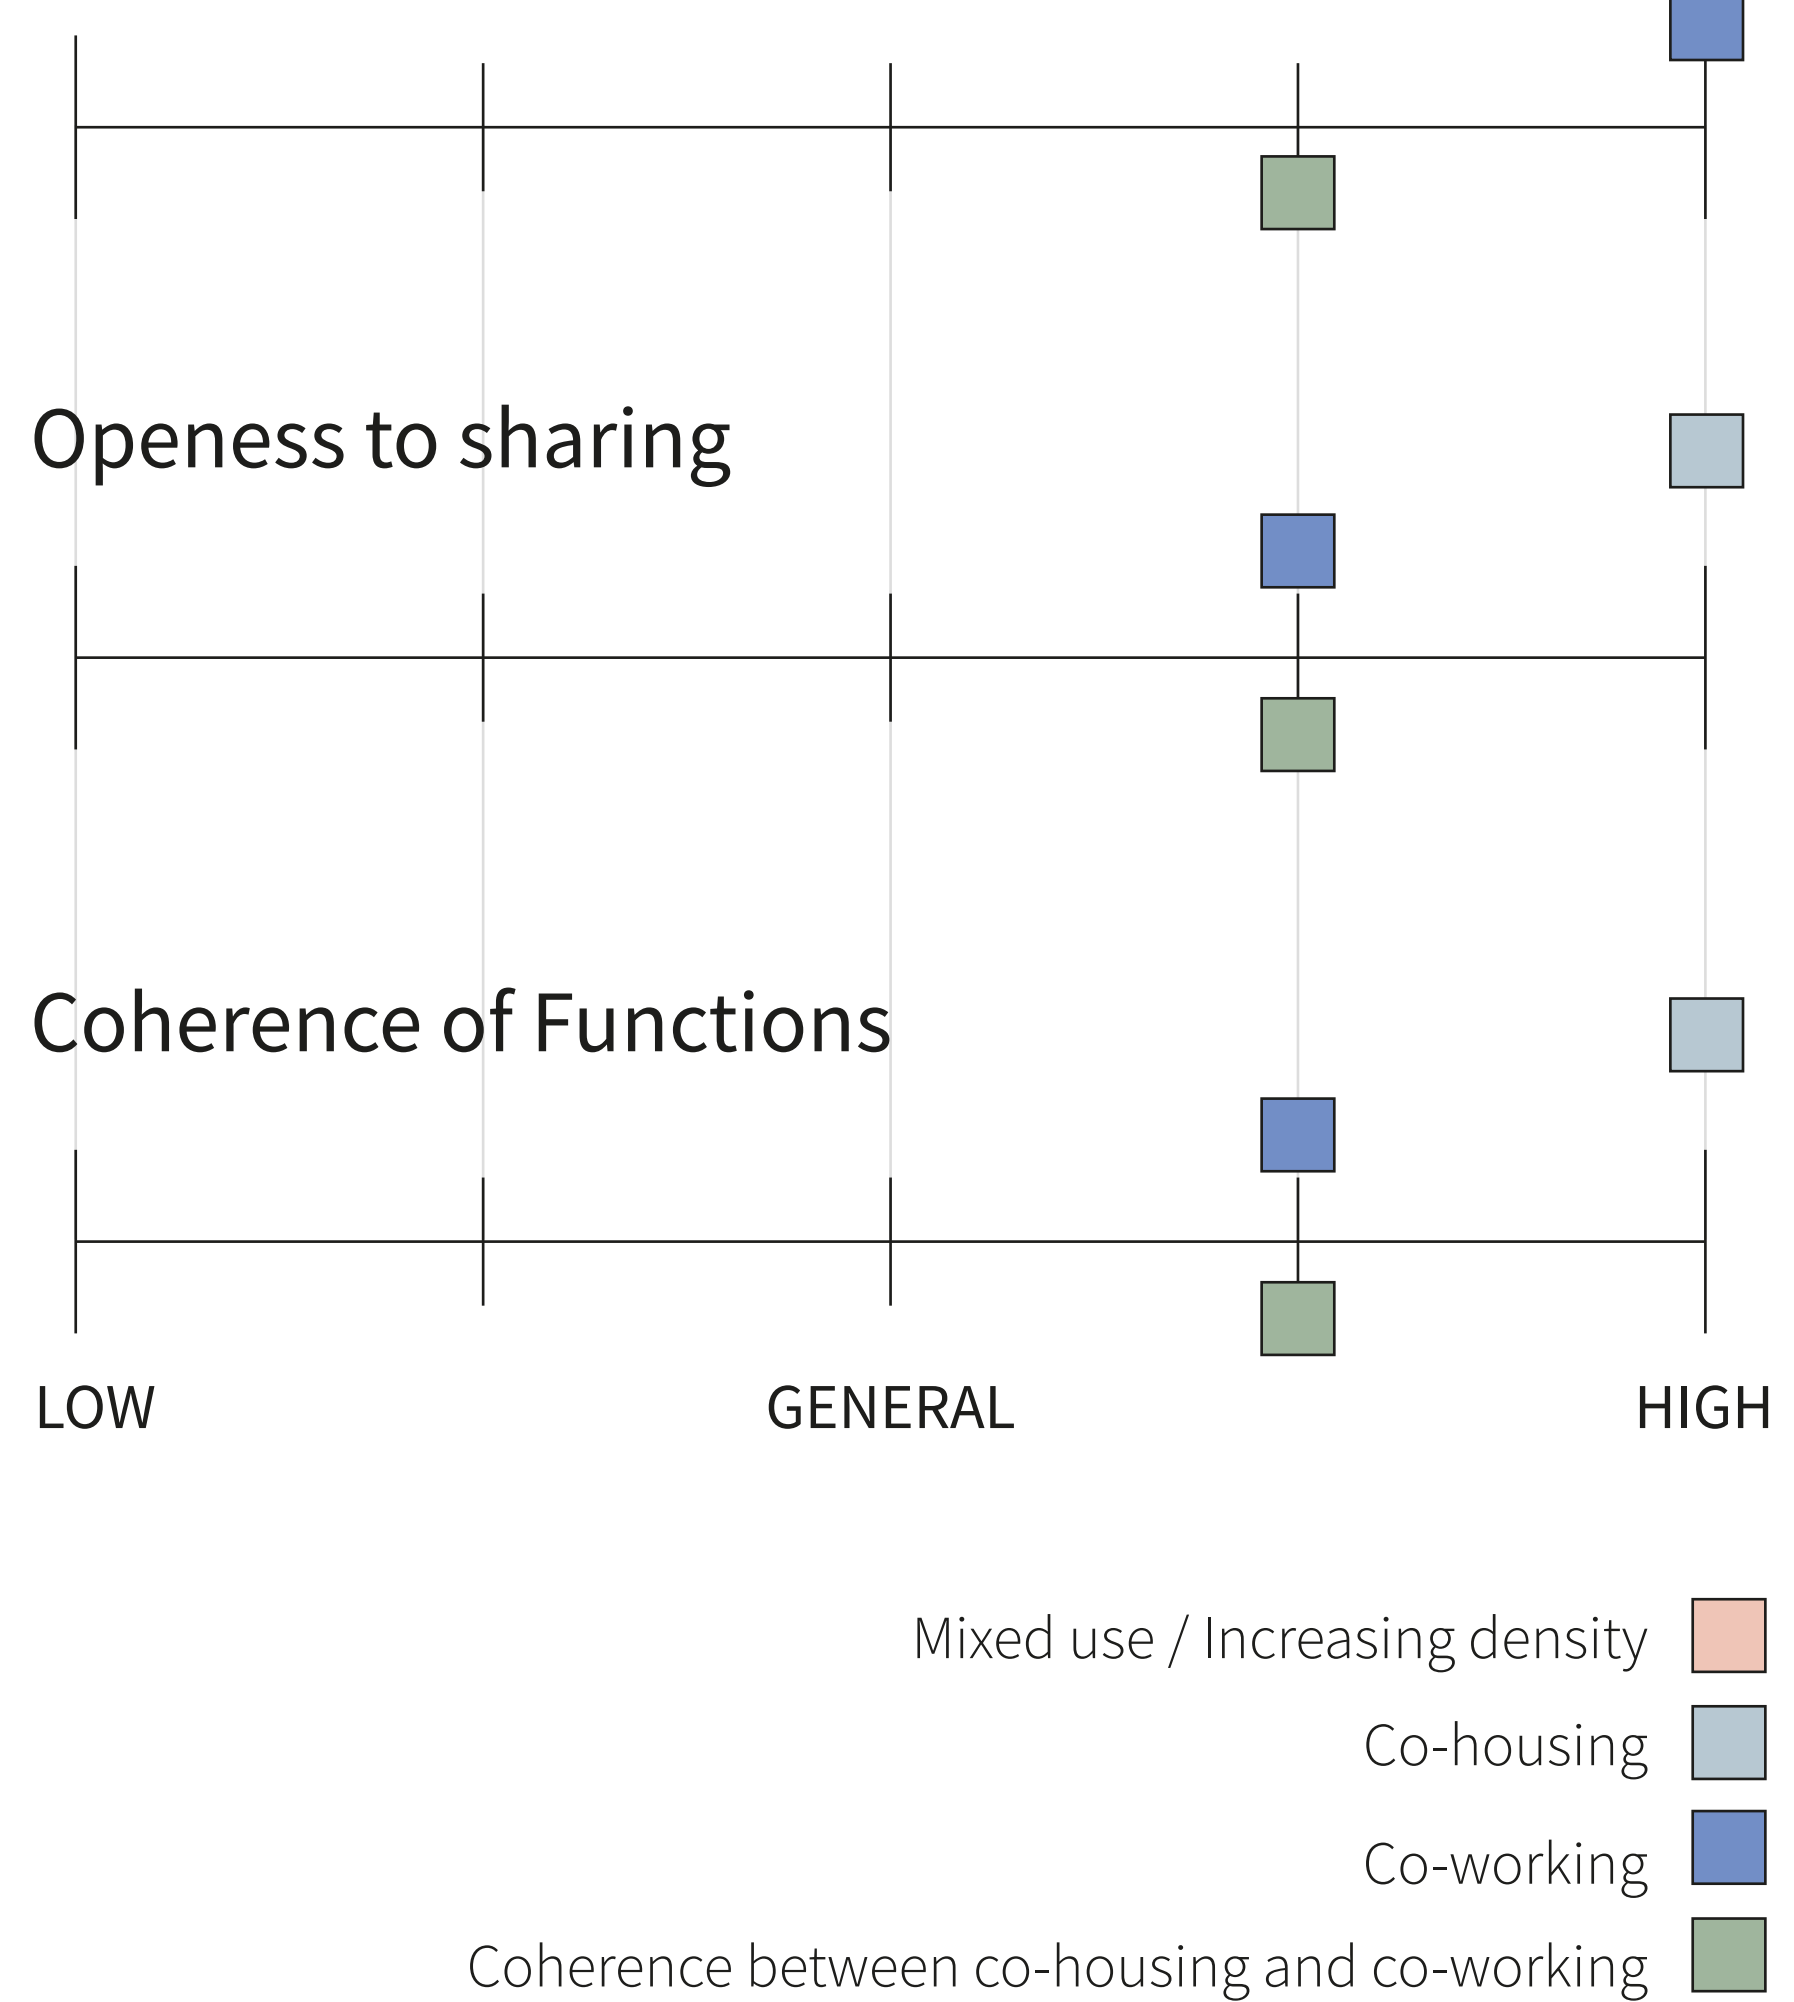 Openess to sharing
Coherence of Functions
LOW GENERAL HIGH
Mixed use / Increasing density
Co-housing
Co-working
Coherence between co-housing and co-working